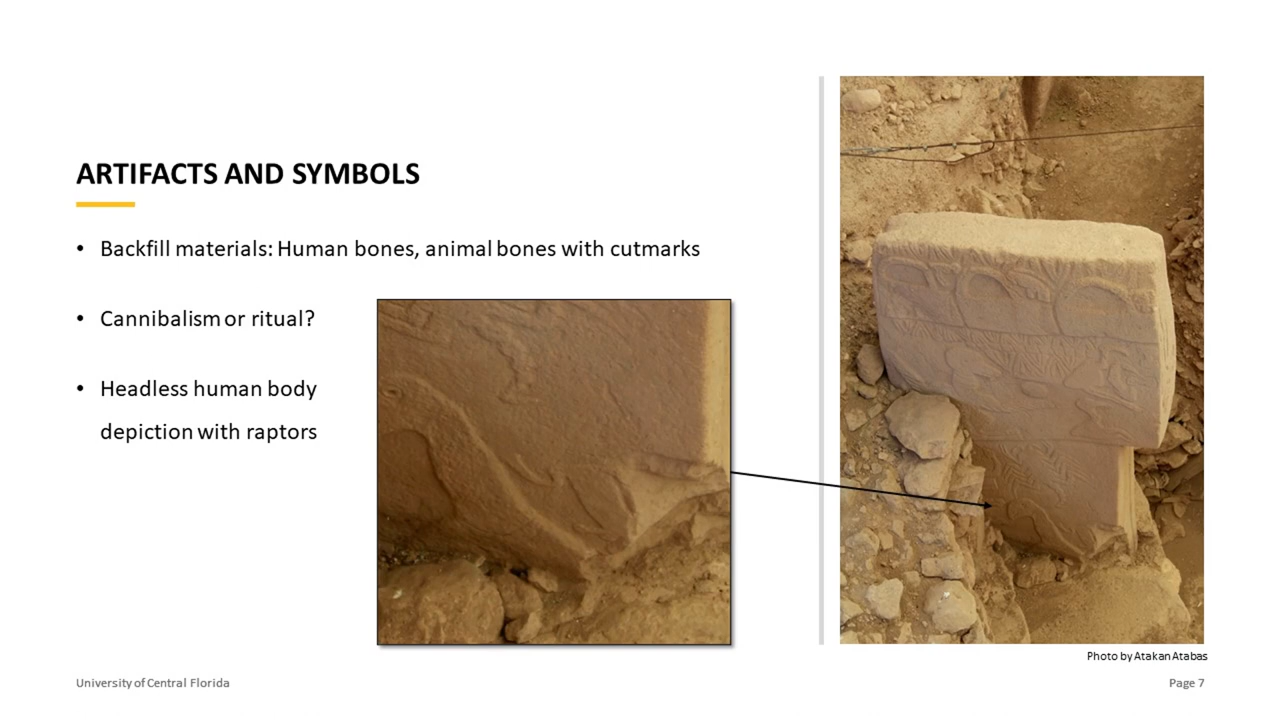 ARTIFACTS AND SYMBOLS
• Backfill materials: Human bones, animal bones with cutmarks
• Cannibalism or ritual?
• Headless human body
depiction with raptors
Photo by Atakan Atabas
University of Central Florida
Page 7